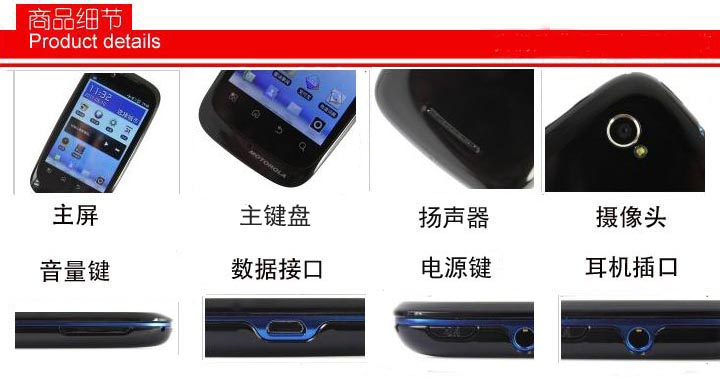 商品细节
Product details
11:32
MOTOROLA
主屏
主键盘
扬声器
摄像头
音量键
数据接口
电源键
耳机插口